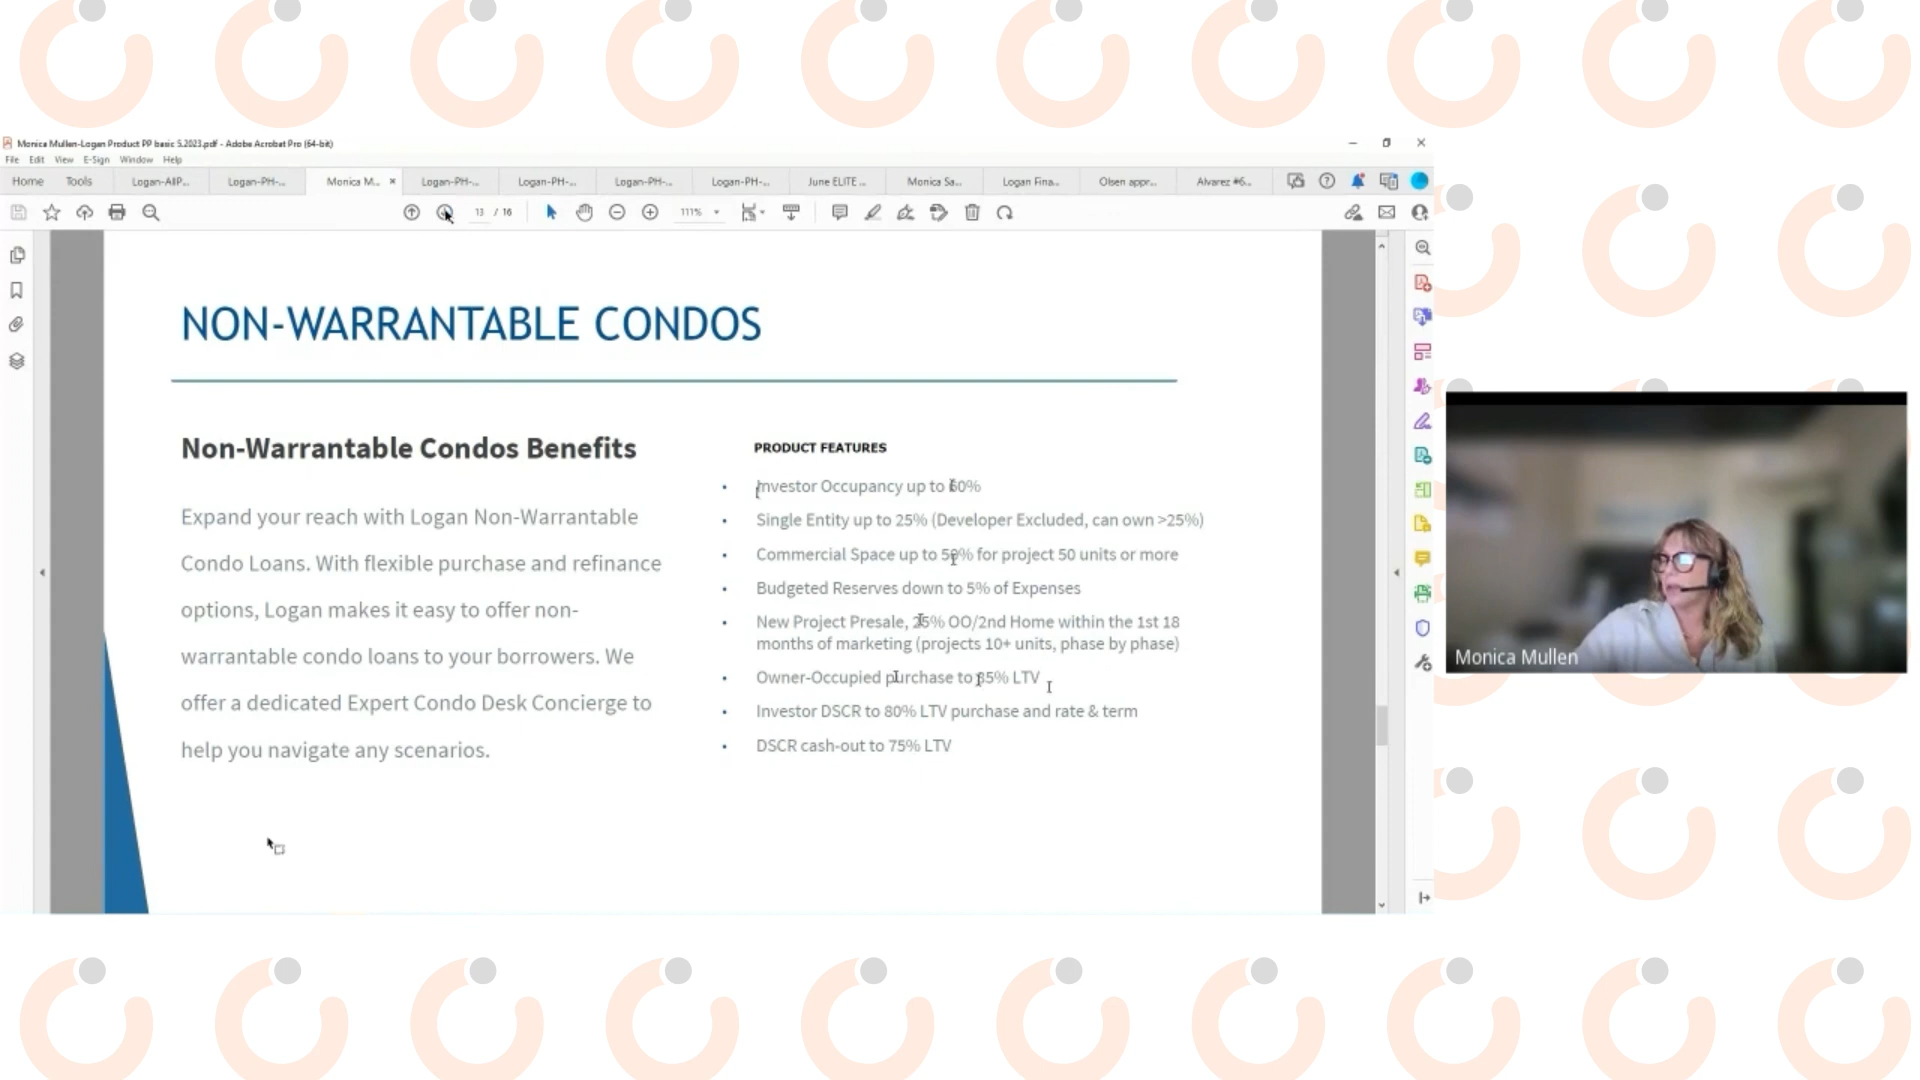 Monica Mullen-Logan Product PP basic 5.2023.pdf - Adobe Acrobat Pro (64-bit)
File Edit View E-Sign Window Help
Home Tools Logan-AllP... Logan-PH-... Monica M... × Logan-PH-... Logan-PH-... Logan-PH-... Logan-PH-... June ELITE ... Monica Sa... Logan Fina... Olsen appr... Alvarez #6...
13 / 16 111%
NON-WARRANTABLE CONDOS
Non-Warrantable Condos Benefits
Expand your reach with Logan Non-Warrantable
Condo Loans. With flexible purchase and refinance
options, Logan makes it easy to offer non-
warrantable condo loans to your borrowers. We
offer a dedicated Expert Condo Desk Concierge to
help you navigate any scenarios.
PRODUCT FEATURES
• Investor Occupancy up to 60%
• Single Entity up to 25% (Developer Excluded, can own >25%)
• Commercial Space up to 50% for project 50 units or more
• Budgeted Reserves down to 5% of Expenses
• New Project Presale, 25% OO/2nd Home within the 1st 18
months of marketing (projects 10+ units, phase by phase)
• Owner-Occupied purchase to 85% LTV
• Investor DSCR to 80% LTV purchase and rate & term
• DSCR cash-out to 75% LTV
Monica Mullen